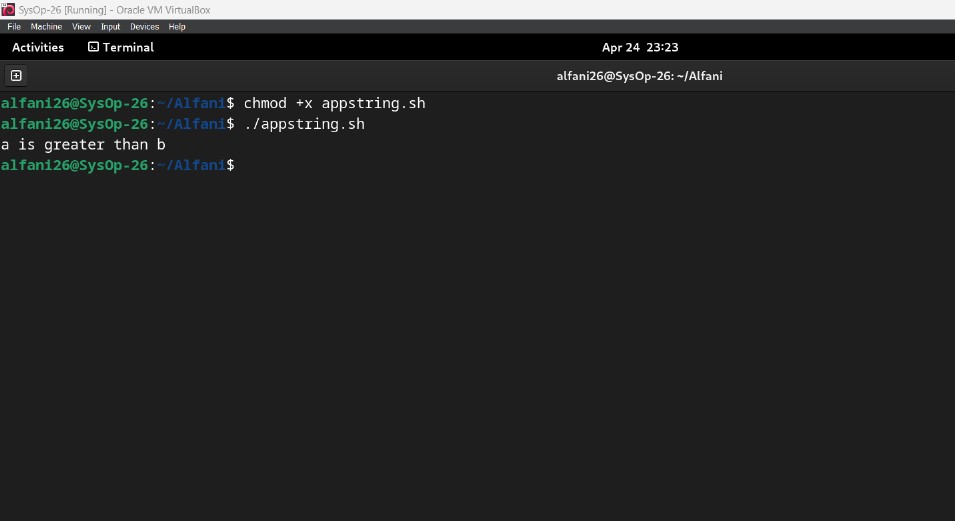 SysOp-26 [Running] - Oracle VM VirtualBox
File Machine View Input Devices Help
Activities Terminal Apr 24 23:23
alfani26@SysOp-26: ~/Alfani
alfani26@SysOp-26:~/Alfani$ chmod +x appstring.sh
alfani26@SysOp-26:~/Alfani$ ./appstring.sh
a is greater than b
alfani26@SysOp-26:~/Alfani$